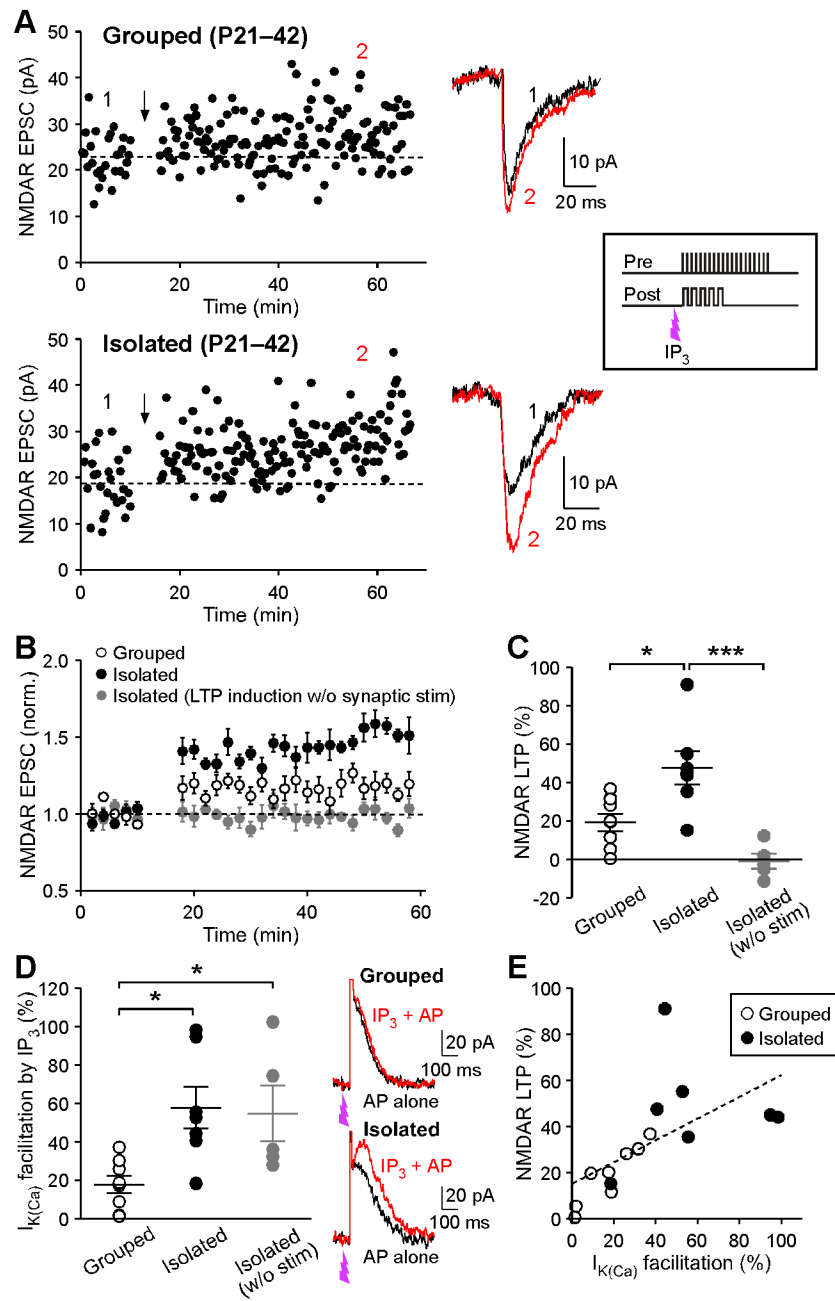 A
Grouped (P21–42)
NMDAR EPSC (pA)
50
40
30
20
10
0
1
2
0 20 40 60
Time (min)
1
2
10 pA
20 ms
Pre
Post
IP3
Isolated (P21–42)
NMDAR EPSC (pA)
50
40
30
20
10
0
1
2
0 20 40 60
Time (min)
1
2
10 pA
20 ms
B
NMDAR EPSC (norm.)
2.0
1.5
1.0
0.5
Grouped
Isolated
Isolated (LTP induction w/o synaptic stim)
0 20 40 60
Time (min)
C
NMDAR LTP (%)
100
80
60
40
20
0
-20
* ***
Grouped
Isolated
Isolated
(w/o stim)
D
IK(Ca) facilitation by IP3 (%)
120
100
80
60
40
20
0
*
*
Grouped
Isolated
Isolated
(w/o stim)
Grouped
IP3 + AP
20 pA
100 ms
AP alone
Isolated
IP3 + AP
20 pA
100 ms
AP alone
E
NMDAR LTP (%)
100
80
60
40
20
0
Grouped
Isolated
0 20 40 60 80 100
IK(Ca) facilitation (%)